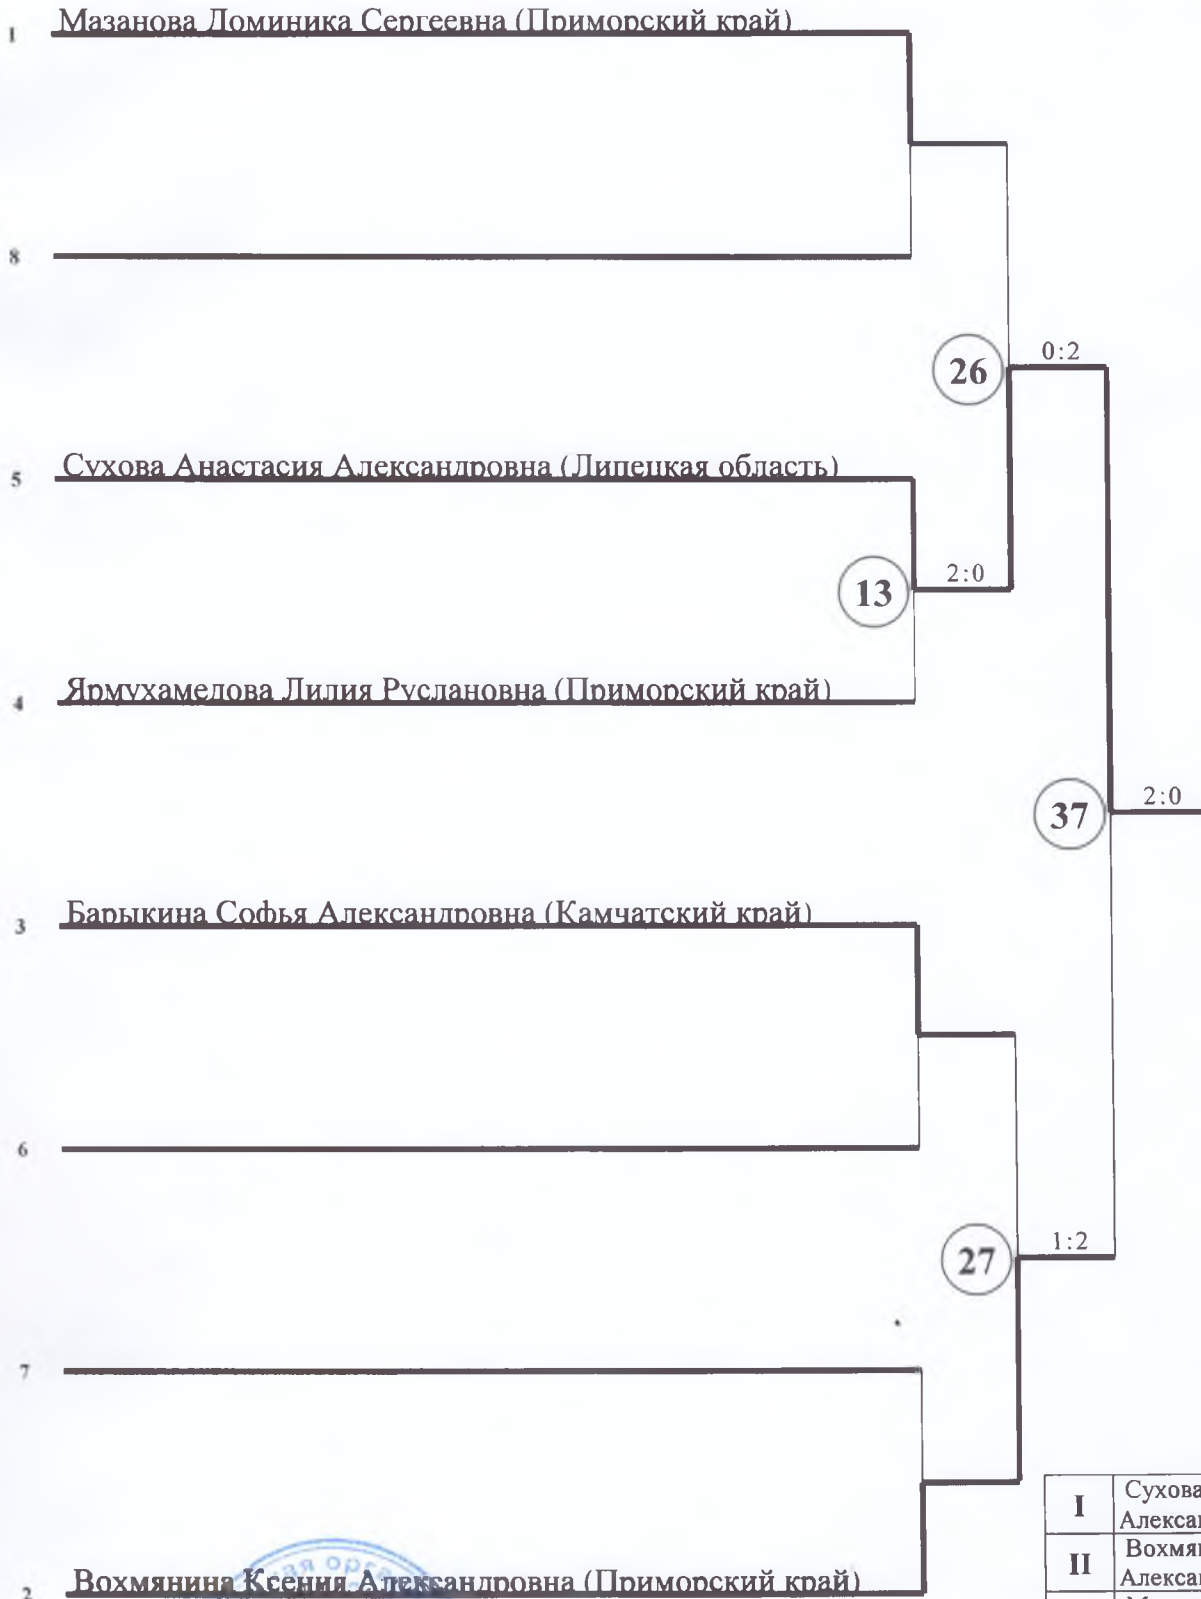 1 Мазанова Доминика Сергеевна (Приморский край)
8
26 0:2
5 Сухова Анастасия Александровна (Липецкая область)
13 2:0
4 Ярмухамедова Лилия Руслановна (Приморский край)
37 2:0
3 Барыкина Софья Александровна (Камчатский край)
6
27 1:2
7
I Сухова
Алексан
II Вохмян
Алексан
2 Вохмянина Ксения Александровна (Приморский край)